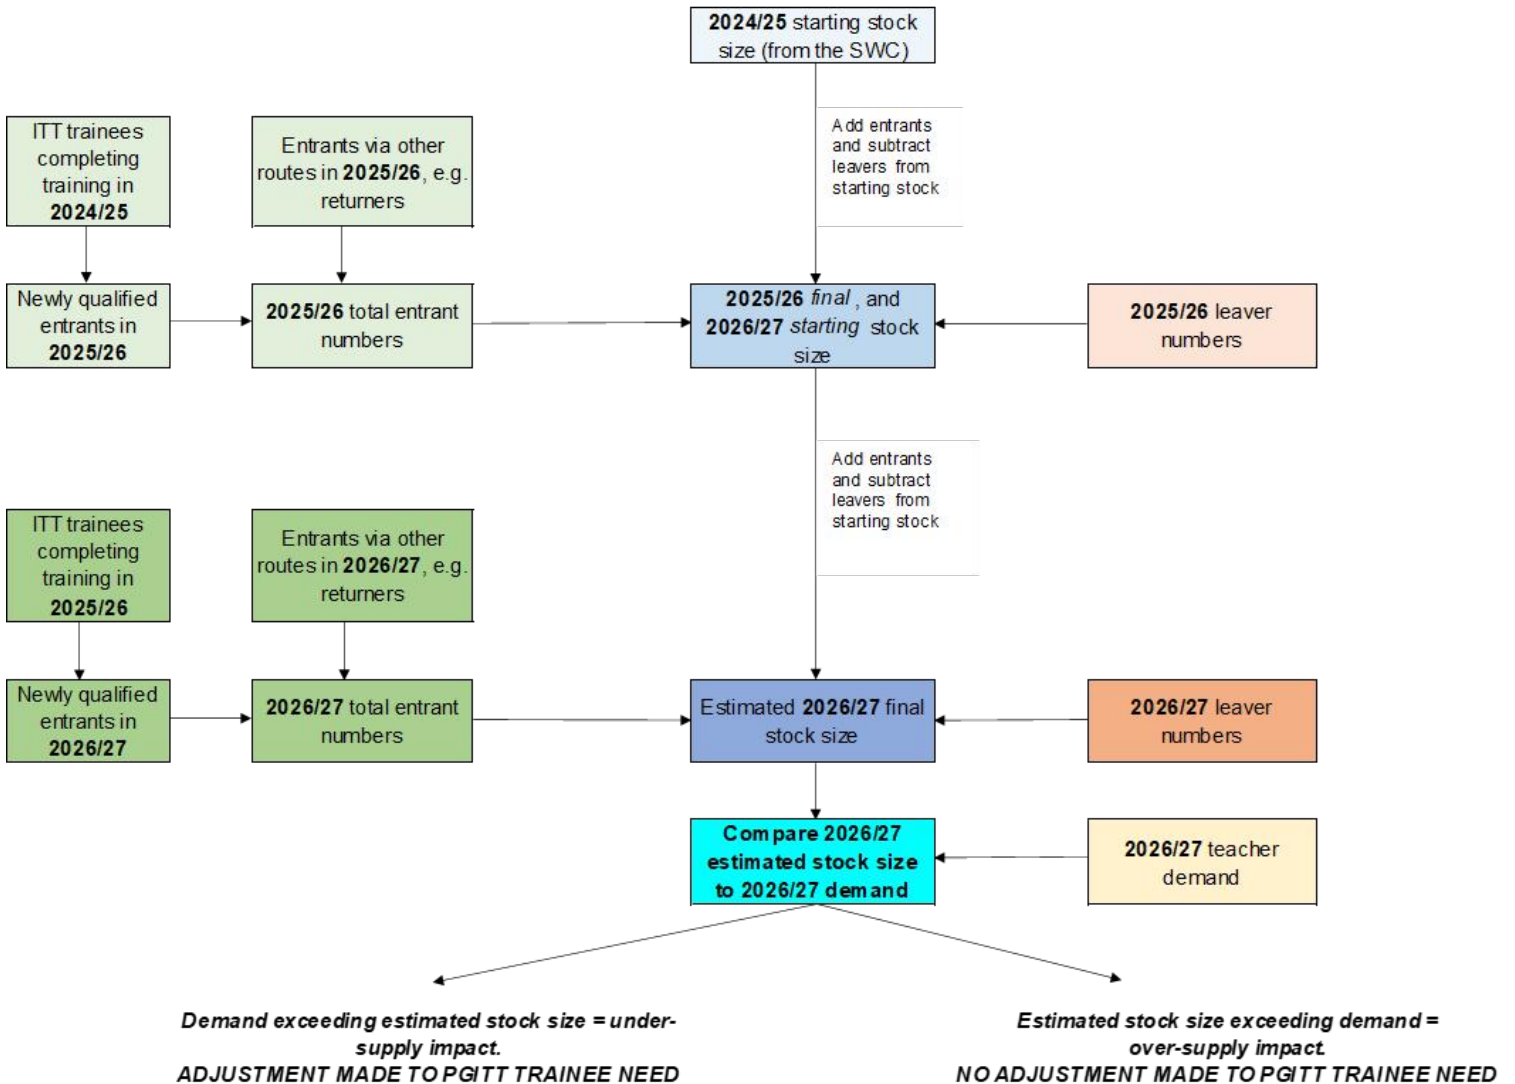 2024/25 starting stock
size (from the SWC)
Add entrants
and subtract
leavers from
starting stock
ITT trainees
completing
training in
2024/25
Entrants via other
routes in 2025/26, e.g.
returners
Newly qualified
entrants in
2025/26
2025/26 total entrant
numbers
2025/26 final, and
2026/27 starting stock
size
2025/26 leaver
numbers
Add entrants
and subtract
leavers from
starting stock
ITT trainees
completing
training in
2025/26
Entrants via other
routes in 2026/27, e.g.
returners
Newly qualified
entrants in
2026/27
2026/27 total entrant
numbers
Estimated 2026/27 final
stock size
2026/27 leaver
numbers
Compare 2026/27
estimated stock size
to 2026/27 demand
2026/27 teacher
demand
Demand exceeding estimated stock size = under-
supply impact.
ADJUSTMENT MADE TO PGITT TRAINEE NEED
Estimated stock size exceeding demand =
over-supply impact.
NO ADJUSTMENT MADE TO PGITT TRAINEE NEED